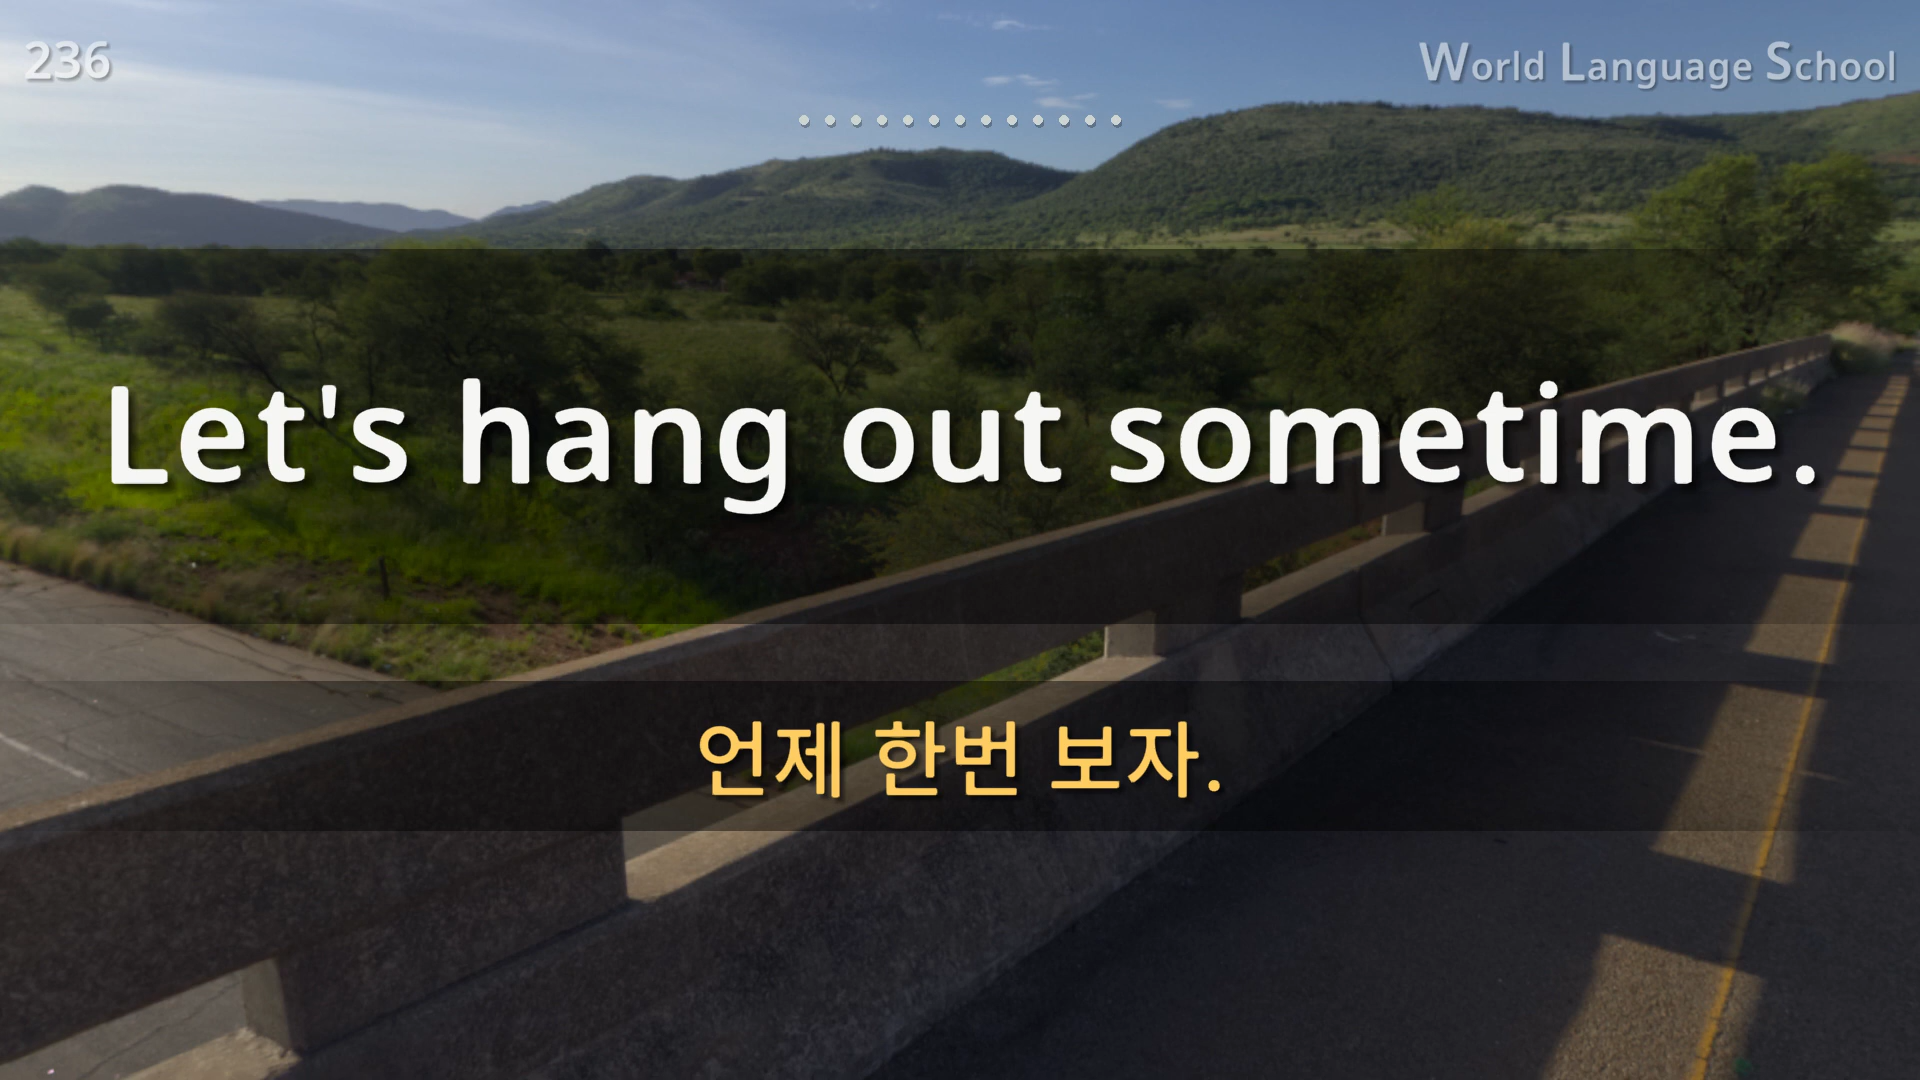 236
World Language School
Let's hang out sometime.
언제 한번 보자.